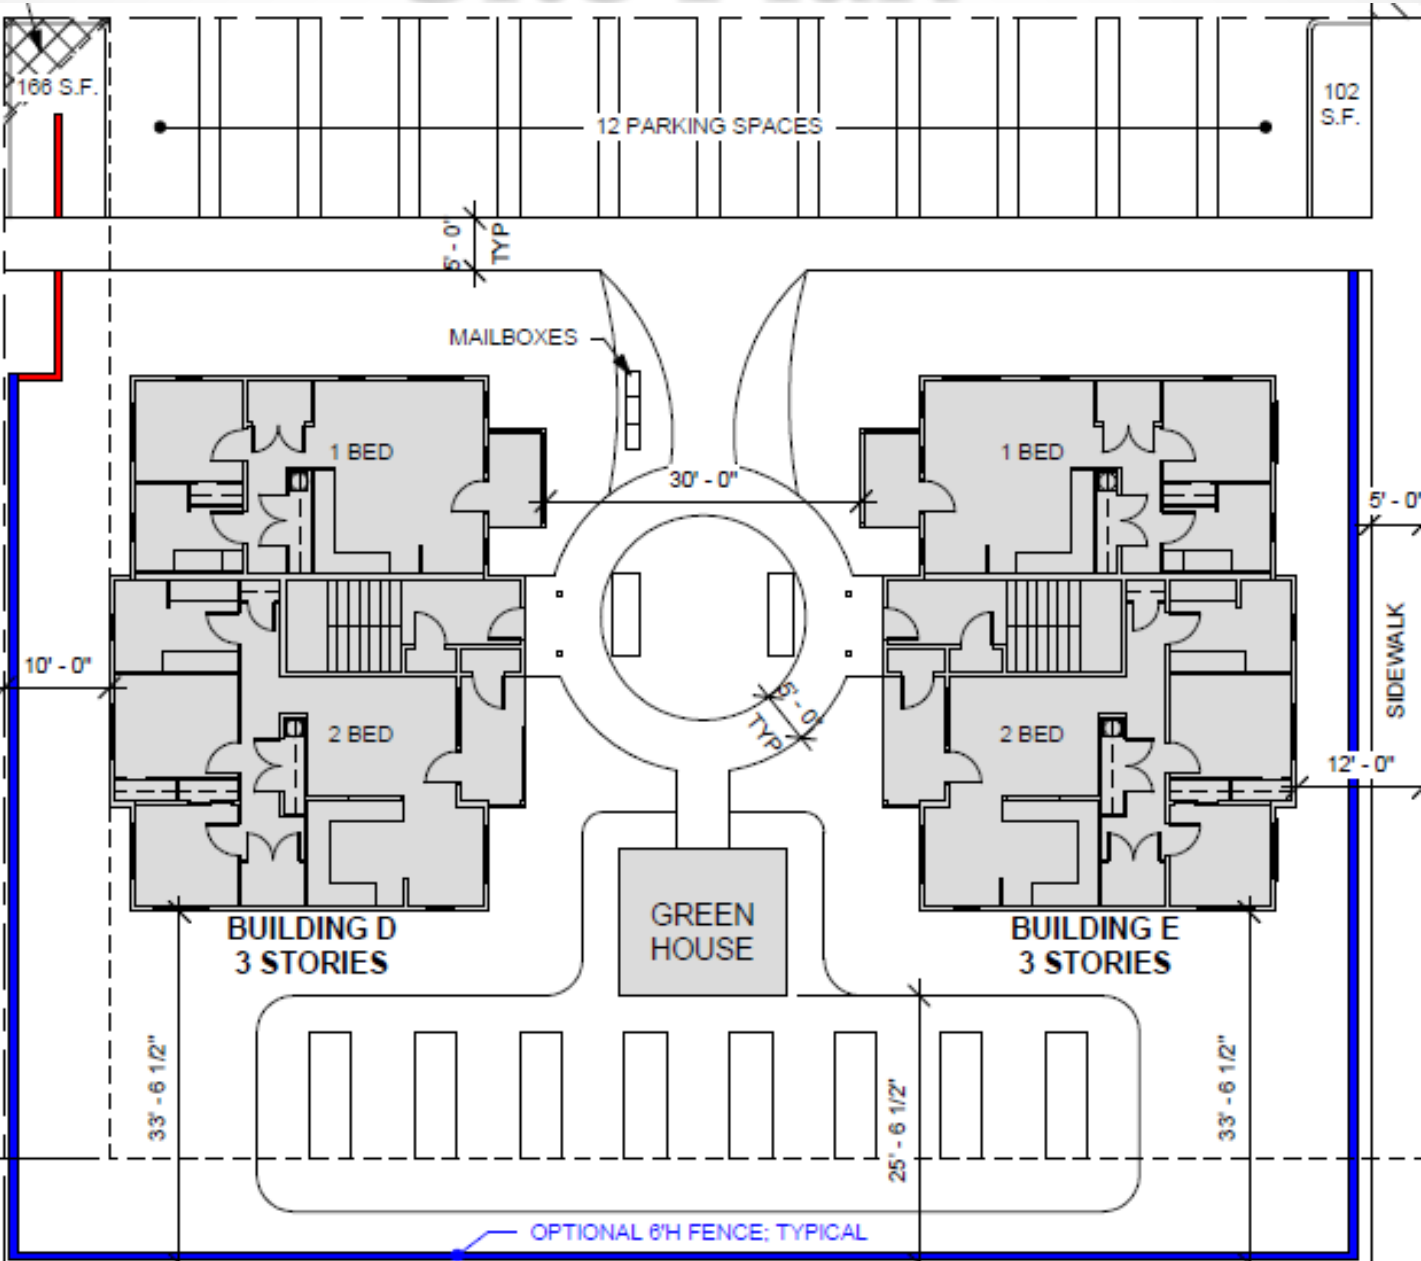 166 S.F.
102
S.F.
12 PARKING SPACES
5' - 0"
TYP
MAILBOXES
1 BED
1 BED
30' - 0"
5' - 0"
SIDEWALK
10' - 0"
5' - 0"
TYP
2 BED
2 BED
12' - 0"
BUILDING D
3 STORIES
GREEN
HOUSE
BUILDING E
3 STORIES
33' - 6 1/2"
25' - 6 1/2"
33' - 6 1/2"
OPTIONAL 6'H FENCE; TYPICAL